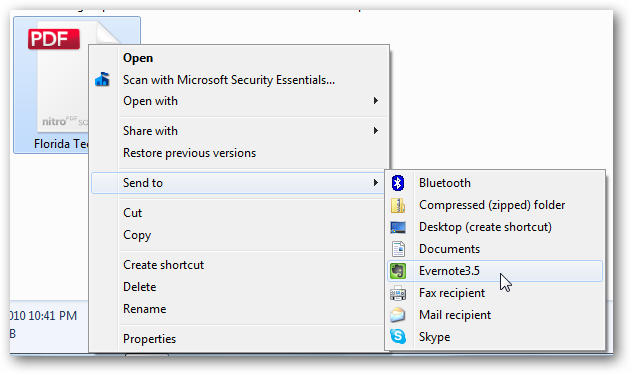 PDF
nitro PDF
Florida Tec
Open
Scan with Microsoft Security Essentials...
Open with
Share with
Restore previous versions
Send to
Cut
Copy
Create shortcut
Delete
Rename
Properties
Bluetooth
Compressed (zipped) folder
Desktop (create shortcut)
Documents
Evernote3.5
Fax recipient
Mail recipient
Skype
010 10:41 PM
B